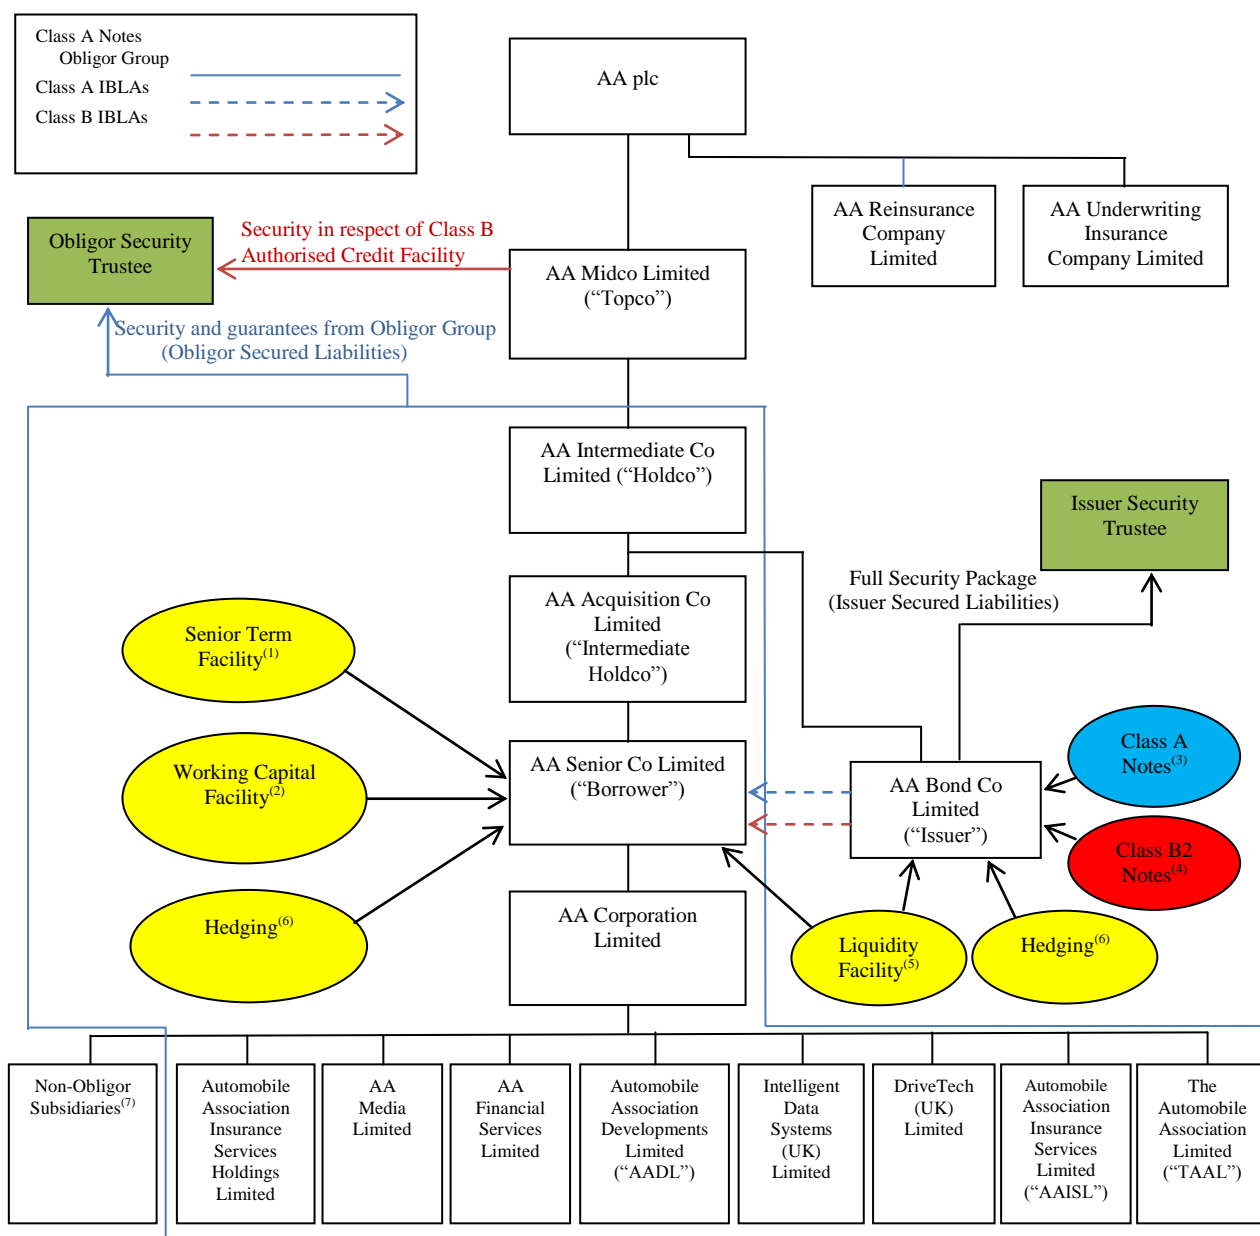 Class A Notes
Obligor Group
Class A IBLAs
Class B IBLAs
AA plc
AA Reinsurance
Company
Limited
AA Underwriting
Insurance
Company Limited
Obligor Security
Trustee
Security in respect of Class B
Authorised Credit Facility
AA Midco Limited
(“Topco”)
Security and guarantees from Obligor Group
(Obligor Secured Liabilities)
AA Intermediate Co
Limited (“Holdco”)
Issuer Security
Trustee
Full Security Package
(Issuer Secured Liabilities)
AA Acquisition Co
Limited
(“Intermediate
Holdco”)
Senior Term
Facility(1)
Working Capital
Facility(2)
AA Senior Co Limited
(“Borrower”)
AA Bond Co
Limited
(“Issuer”)
Class A
Notes(3)
Class B2
Notes(4)
Hedging(6)
AA Corporation
Limited
Liquidity
Facility(5)
Hedging(6)
Non-Obligor
Subsidiaries(7)
Automobile
Association
Insurance
Services
Holdings
Limited
AA
Media
Limited
AA
Financial
Services
Limited
Automobile
Association
Developments
Limited
(“AADL”)
Intelligent
Data
Systems
(UK)
Limited
DriveTech
(UK)
Limited
Automobile
Association
Insurance
Services
Limited
(“AAISL”)
The
Automobile
Association
Limited
(“TAAL”)